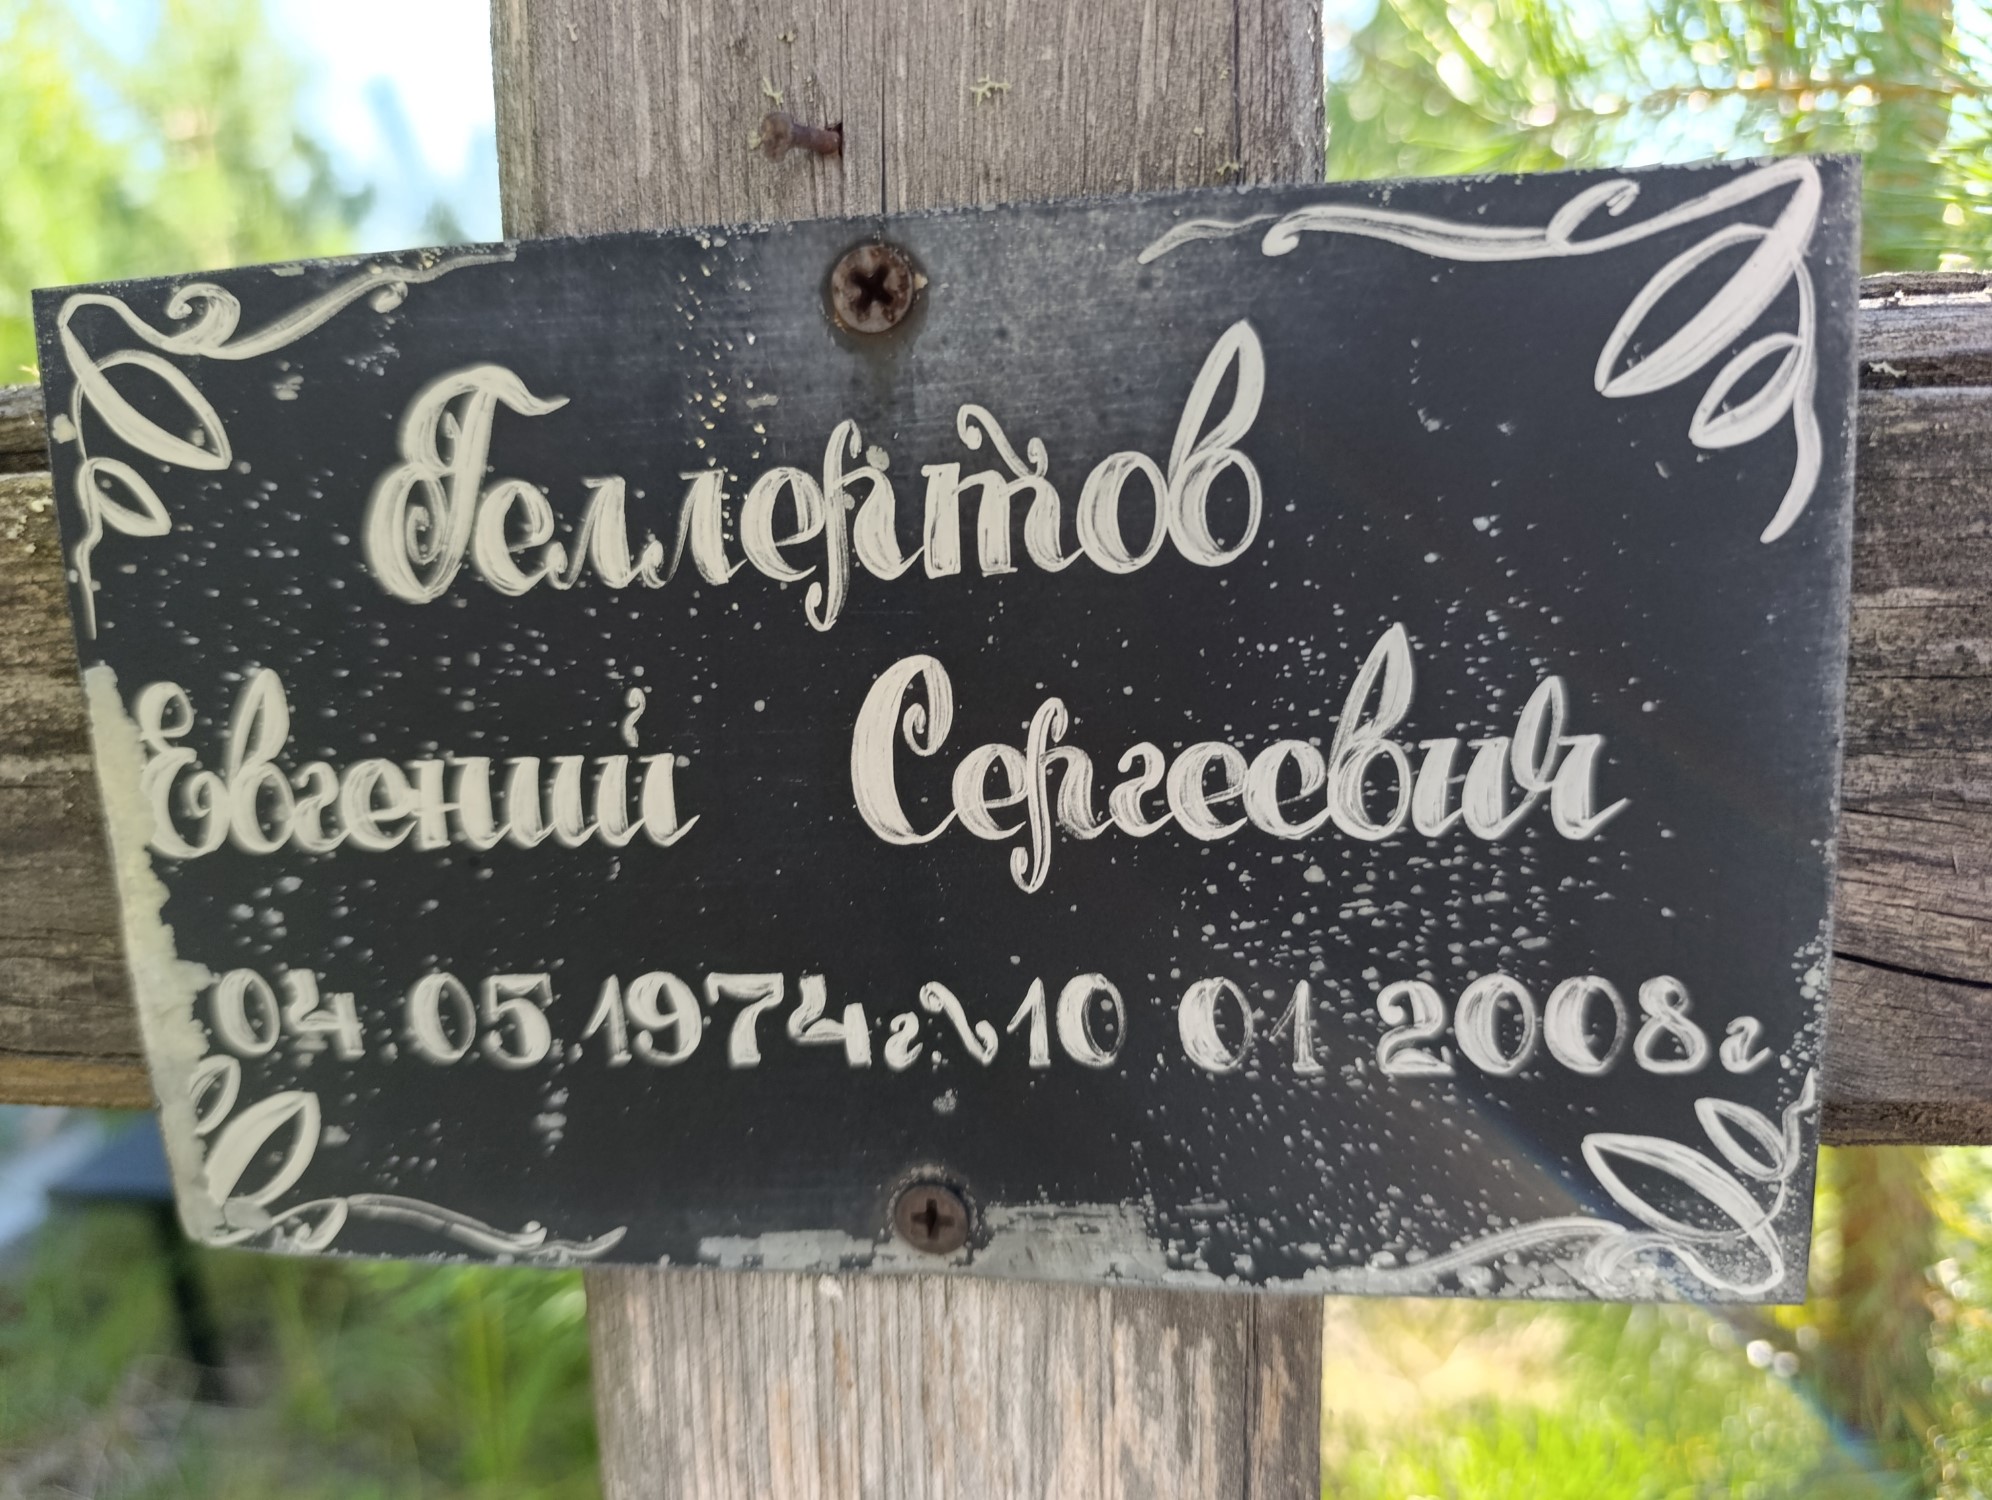 Геллертов
Евгений Сергеевич
04 05 1974г ~ 10 01 2008г